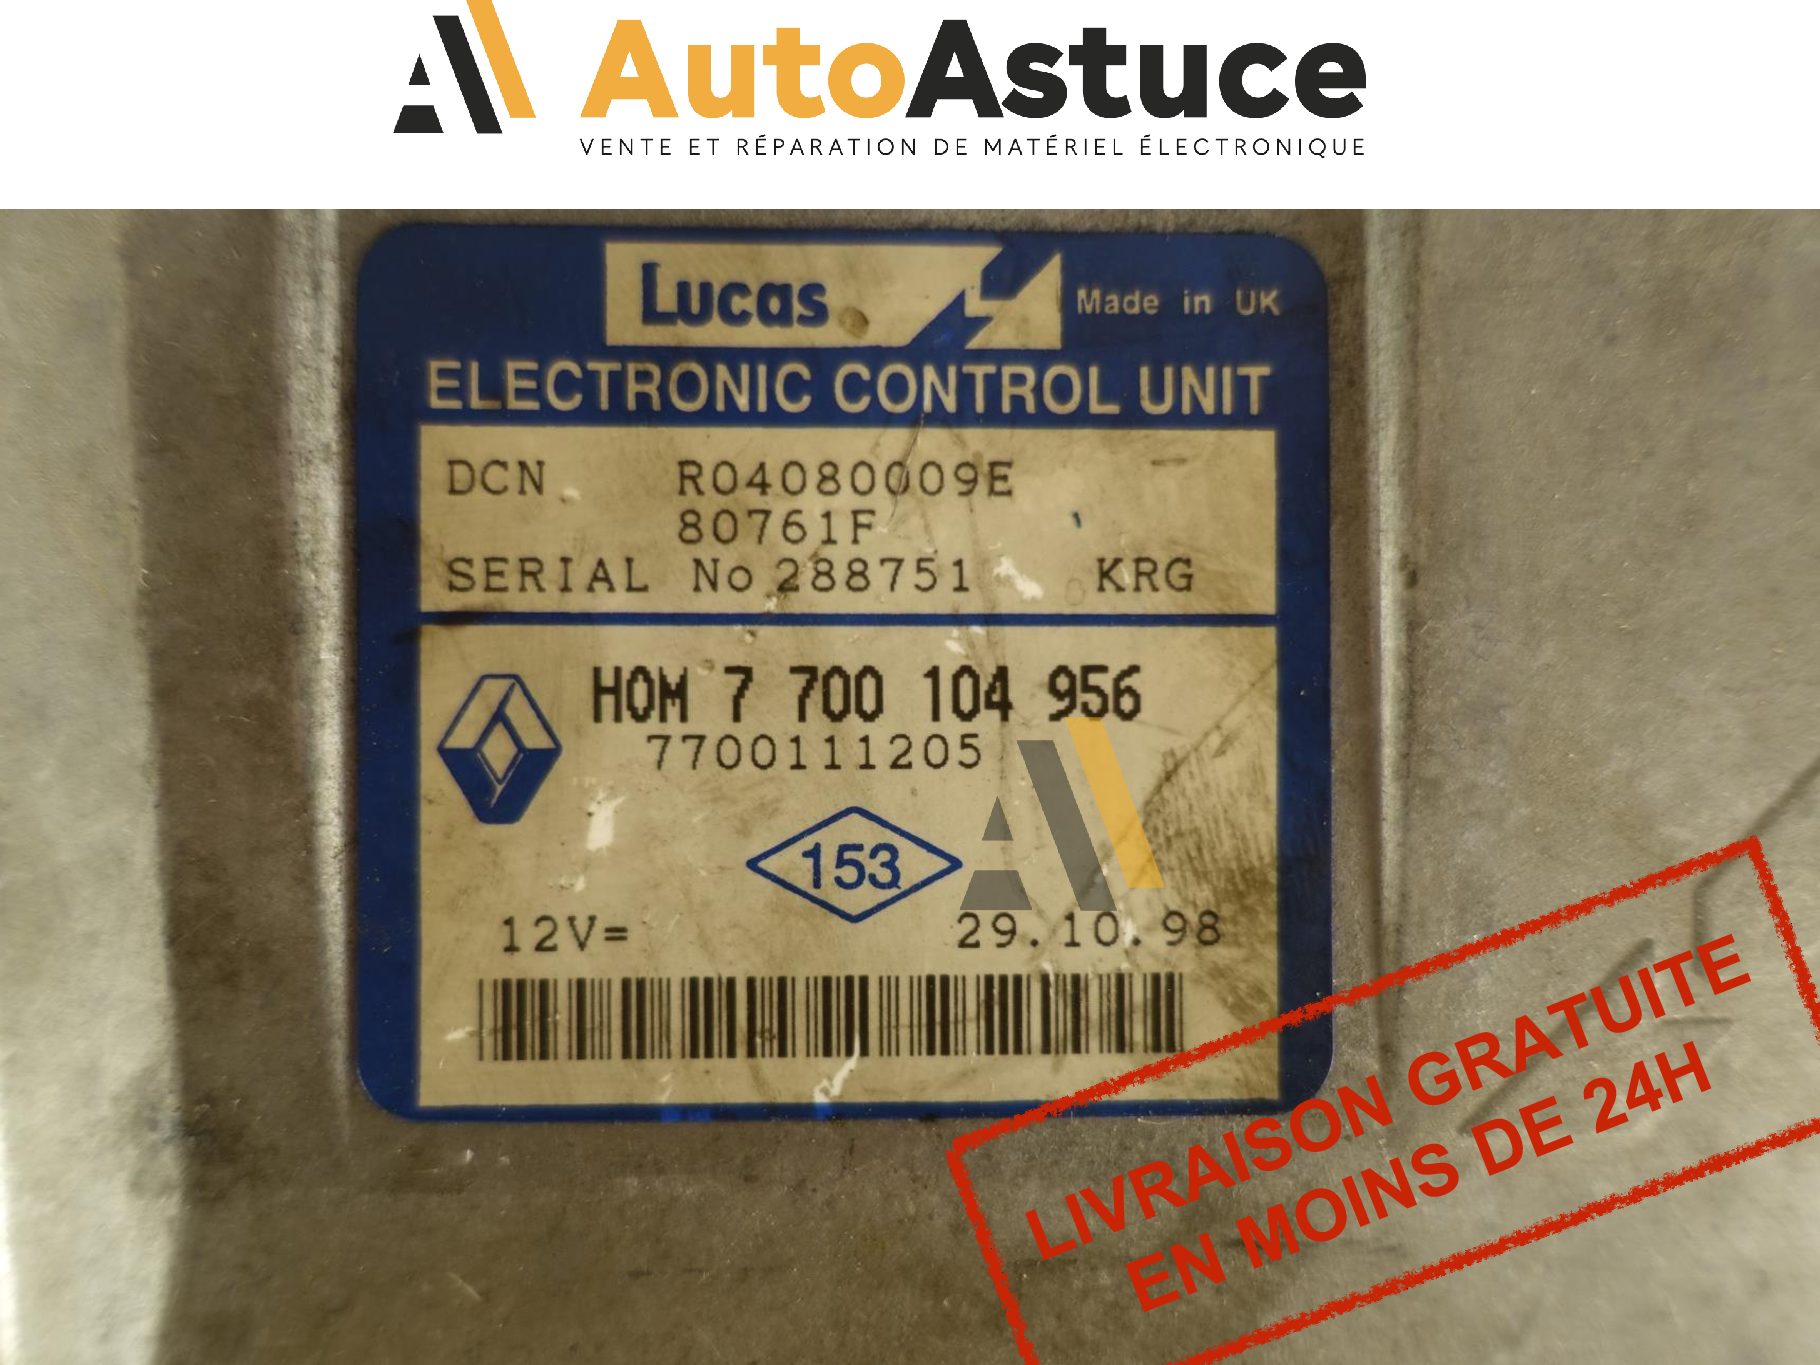 AutoAstuce
VENTE ET RÉPARATION DE MATÉRIEL ÉLECTRONIQUE
Lucas Made in UK
ELECTRONIC CONTROL UNIT
DCN R04080009E
80761F
SERIAL No 288751 KRG
HOM 7 700 104 956
7700111205
153
12V= 29.10.98
LIVRAISON GRATUITE
EN MOINS DE 24H